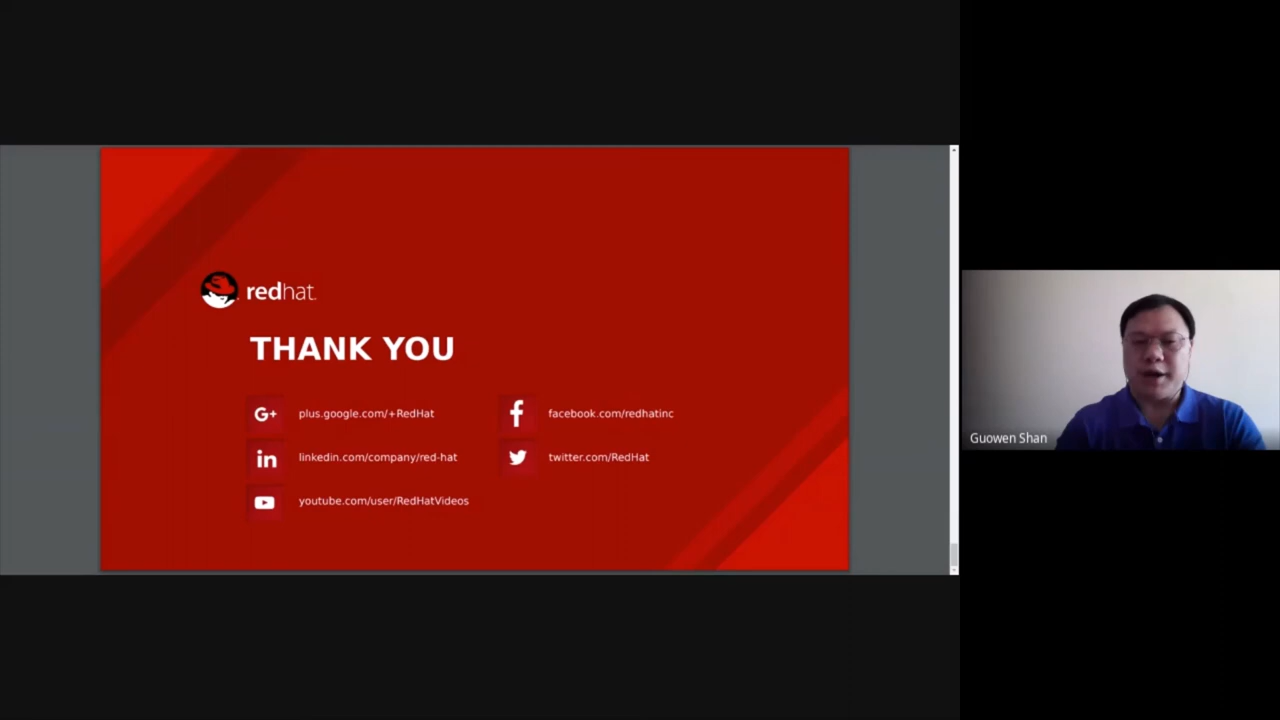 redhat.
THANK YOU
G+ plus.google.com/+RedHat
f facebook.com/redhatinc
in linkedin.com/company/red-hat
twitter.com/RedHat
youtube.com/user/RedHatVideos
Guowen Shan